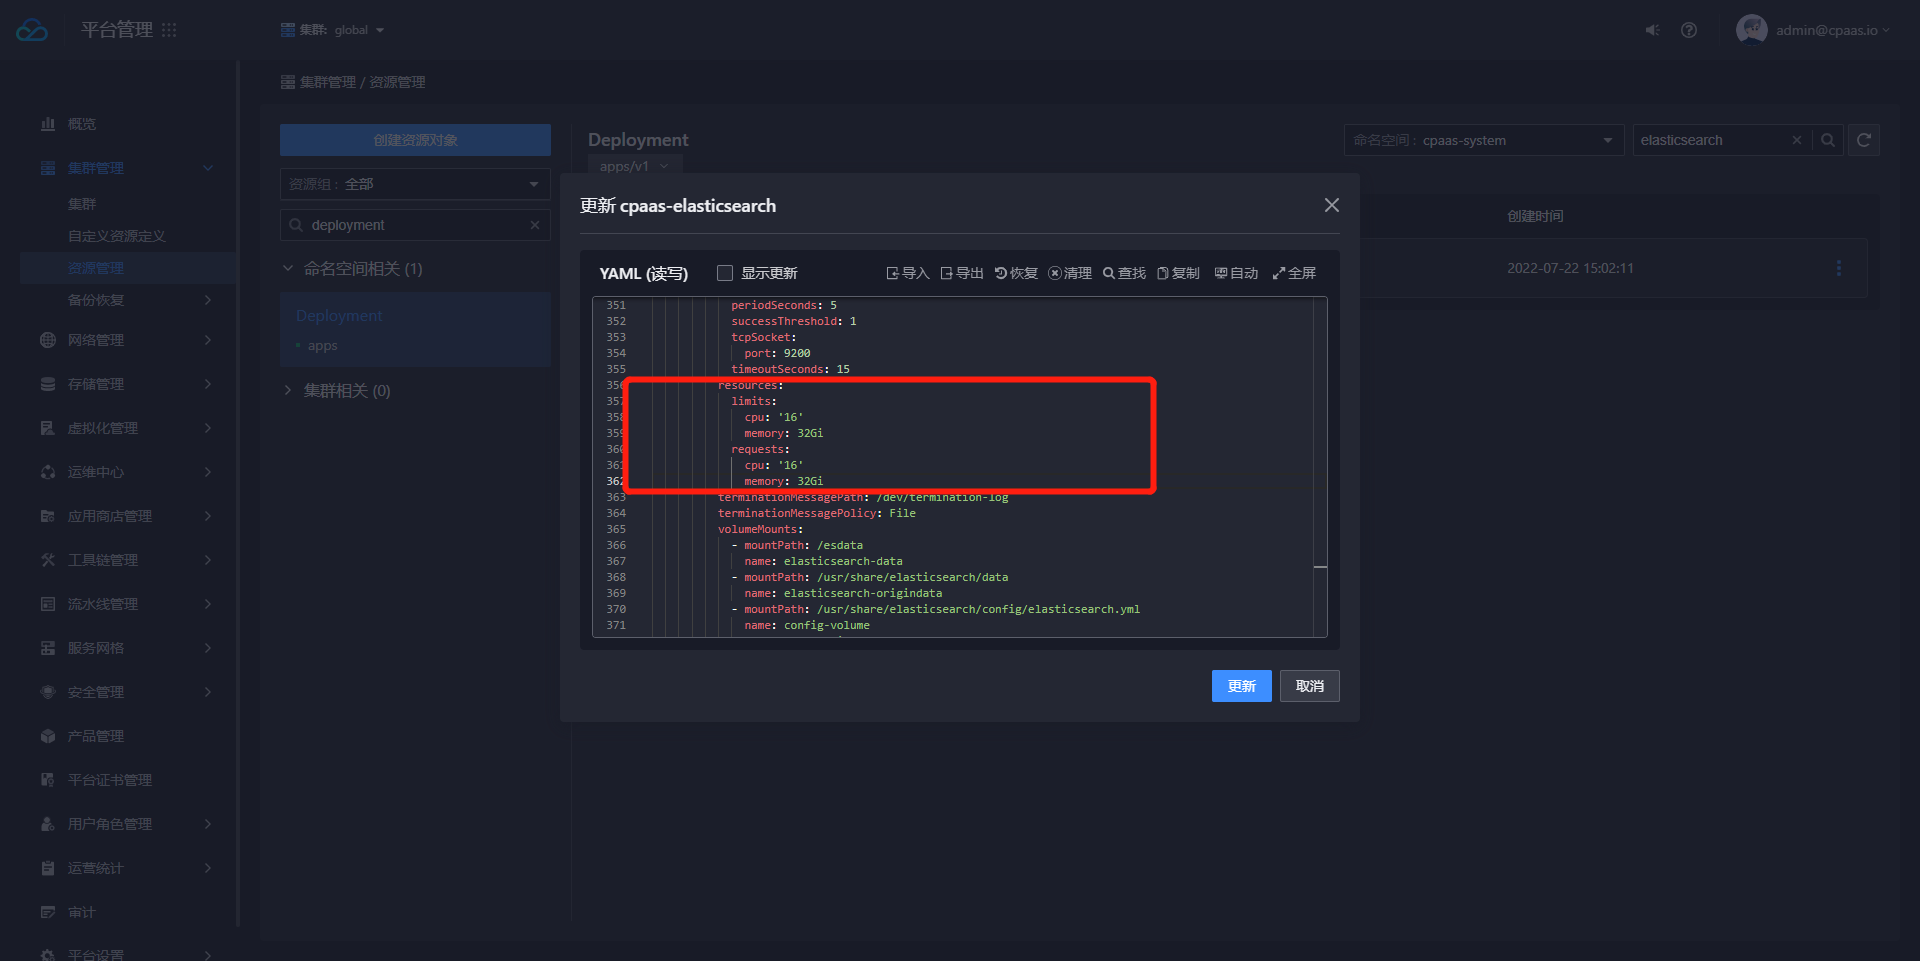 平台管理
集群: global
admin@cpaas.io
集群管理 / 资源管理
概览
集群管理
集群
自定义资源定义
资源管理
备份恢复
网络管理
存储管理
虚拟化管理
运维中心
应用商店管理
工具链管理
流水线管理
服务网格
安全管理
产品管理
平台证书管理
用户角色管理
运营统计
审计
平台设置
创建资源对象
资源组 : 全部
deployment
命名空间相关 (1)
Deployment
apps
集群相关 (0)
Deployment
apps/v1
命名空间 : cpaas-system
elasticsearch
创建时间
2022-07-22 15:02:11
更新 cpaas-elasticsearch
YAML (读写)
显示更新
导入 导出 恢复 清理 查找 复制 自动 全屏
351 periodSeconds: 5
352 successThreshold: 1
353 tcpSocket:
354 port: 9200
355 timeoutSeconds: 15
356 resources:
357 limits:
358 cpu: '16'
359 memory: 32Gi
360 requests:
361 cpu: '16'
362 memory: 32Gi
363 terminationMessagePath: /dev/termination-log
364 terminationMessagePolicy: File
365 volumeMounts:
366 - mountPath: /esdata
367 name: elasticsearch-data
368 - mountPath: /usr/share/elasticsearch/data
369 name: elasticsearch-origindata
370 - mountPath: /usr/share/elasticsearch/config/elasticsearch.yml
371 name: config-volume
更新
取消